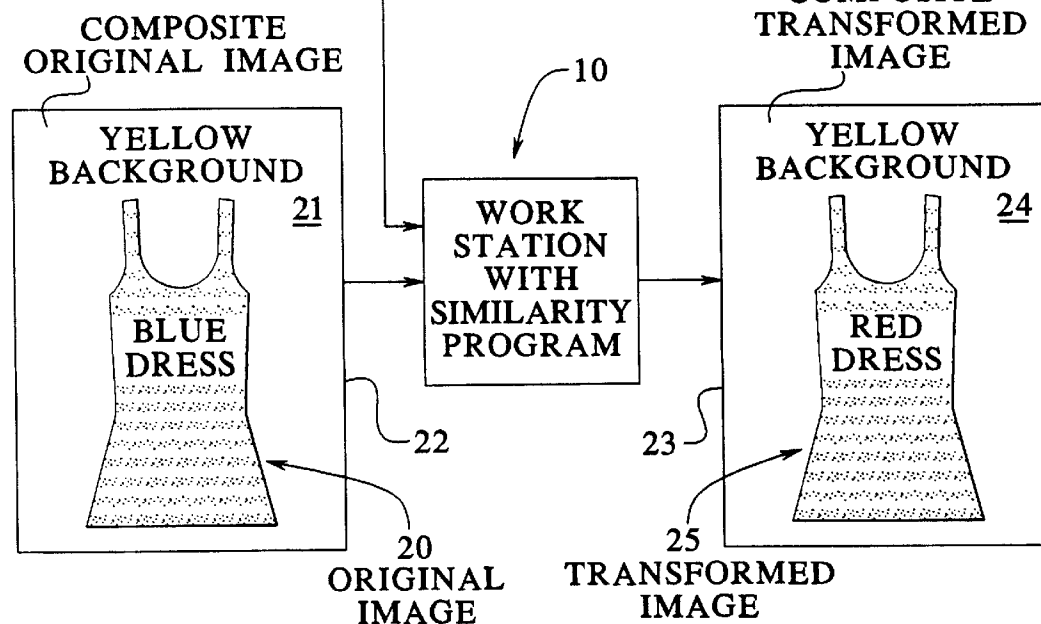 COMPOSITE
ORIGINAL IMAGE
YELLOW
BACKGROUND
21
BLUE
DRESS
22
20
ORIGINAL
IMAGE
10
WORK
STATION
WITH
SIMILARITY
PROGRAM
COMPOSITE
TRANSFORMED
IMAGE
YELLOW
BACKGROUND
24
RED
DRESS
23
25
TRANSFORMED
IMAGE